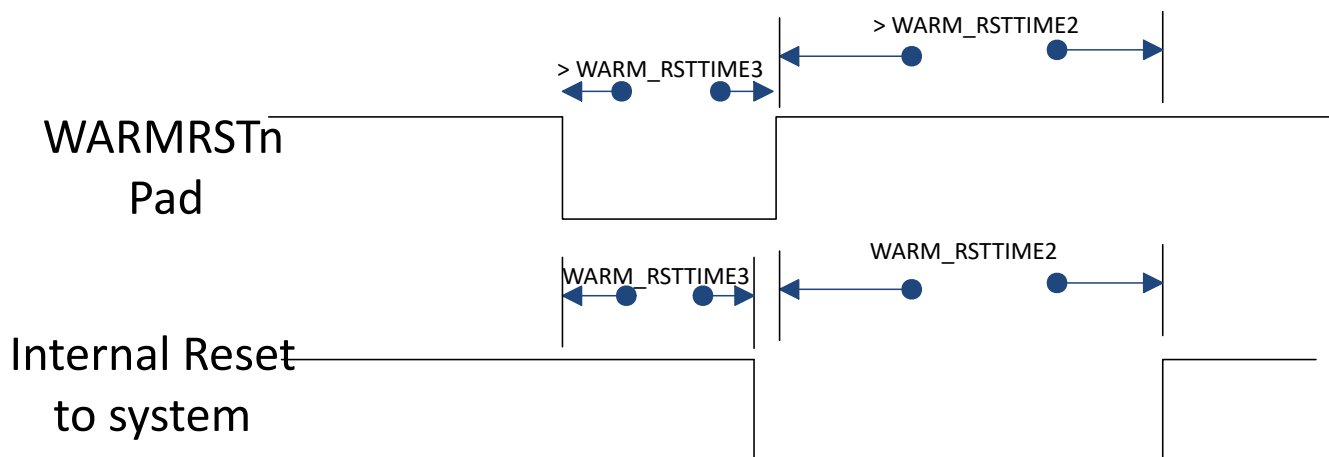 > WARM_RSTTIME2
> WARM_RSTTIME3
WARMRSTn
Pad
WARM_RSTTIME2
WARM_RSTTIME3
Internal Reset
to system